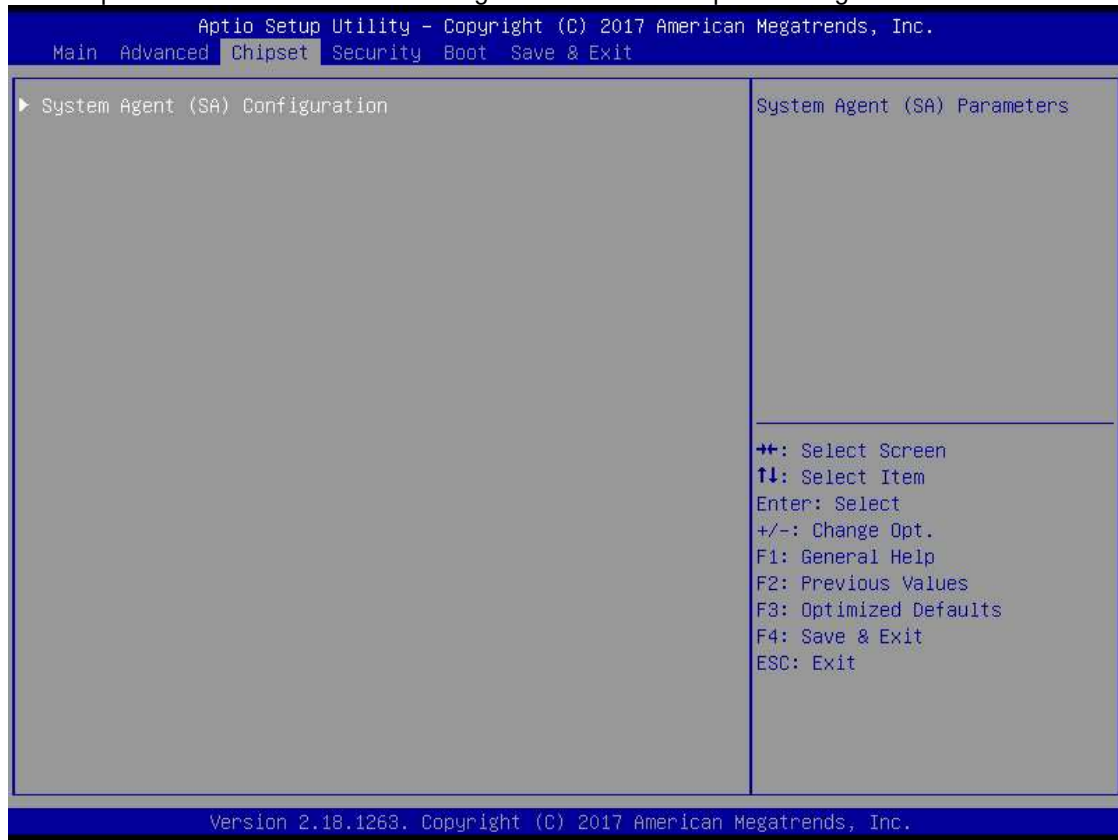 Aptio Setup Utility – Copyright (C) 2017 American Megatrends, Inc.
Main Advanced Chipset Security Boot Save & Exit
▶ System Agent (SA) Configuration
System Agent (SA) Parameters
→←: Select Screen
↑↓: Select Item
Enter: Select
+/-: Change Opt.
F1: General Help
F2: Previous Values
F3: Optimized Defaults
F4: Save & Exit
ESC: Exit
Version 2.18.1263. Copyright (C) 2017 American Megatrends, Inc.